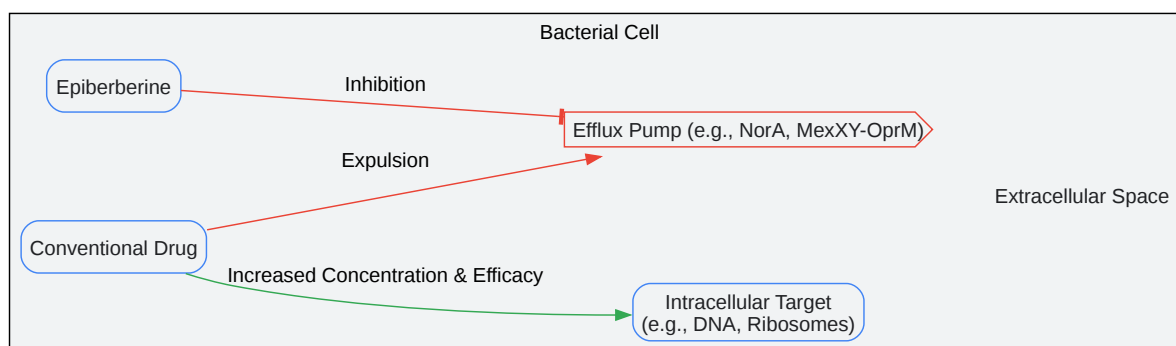 Bacterial Cell
Epiberberine
Inhibition
Efflux Pump (e.g., NorA, MexXY-OprM)
Expulsion
Extracellular Space
Conventional Drug
Increased Concentration & Efficacy
Intracellular Target
(e.g., DNA, Ribosomes)